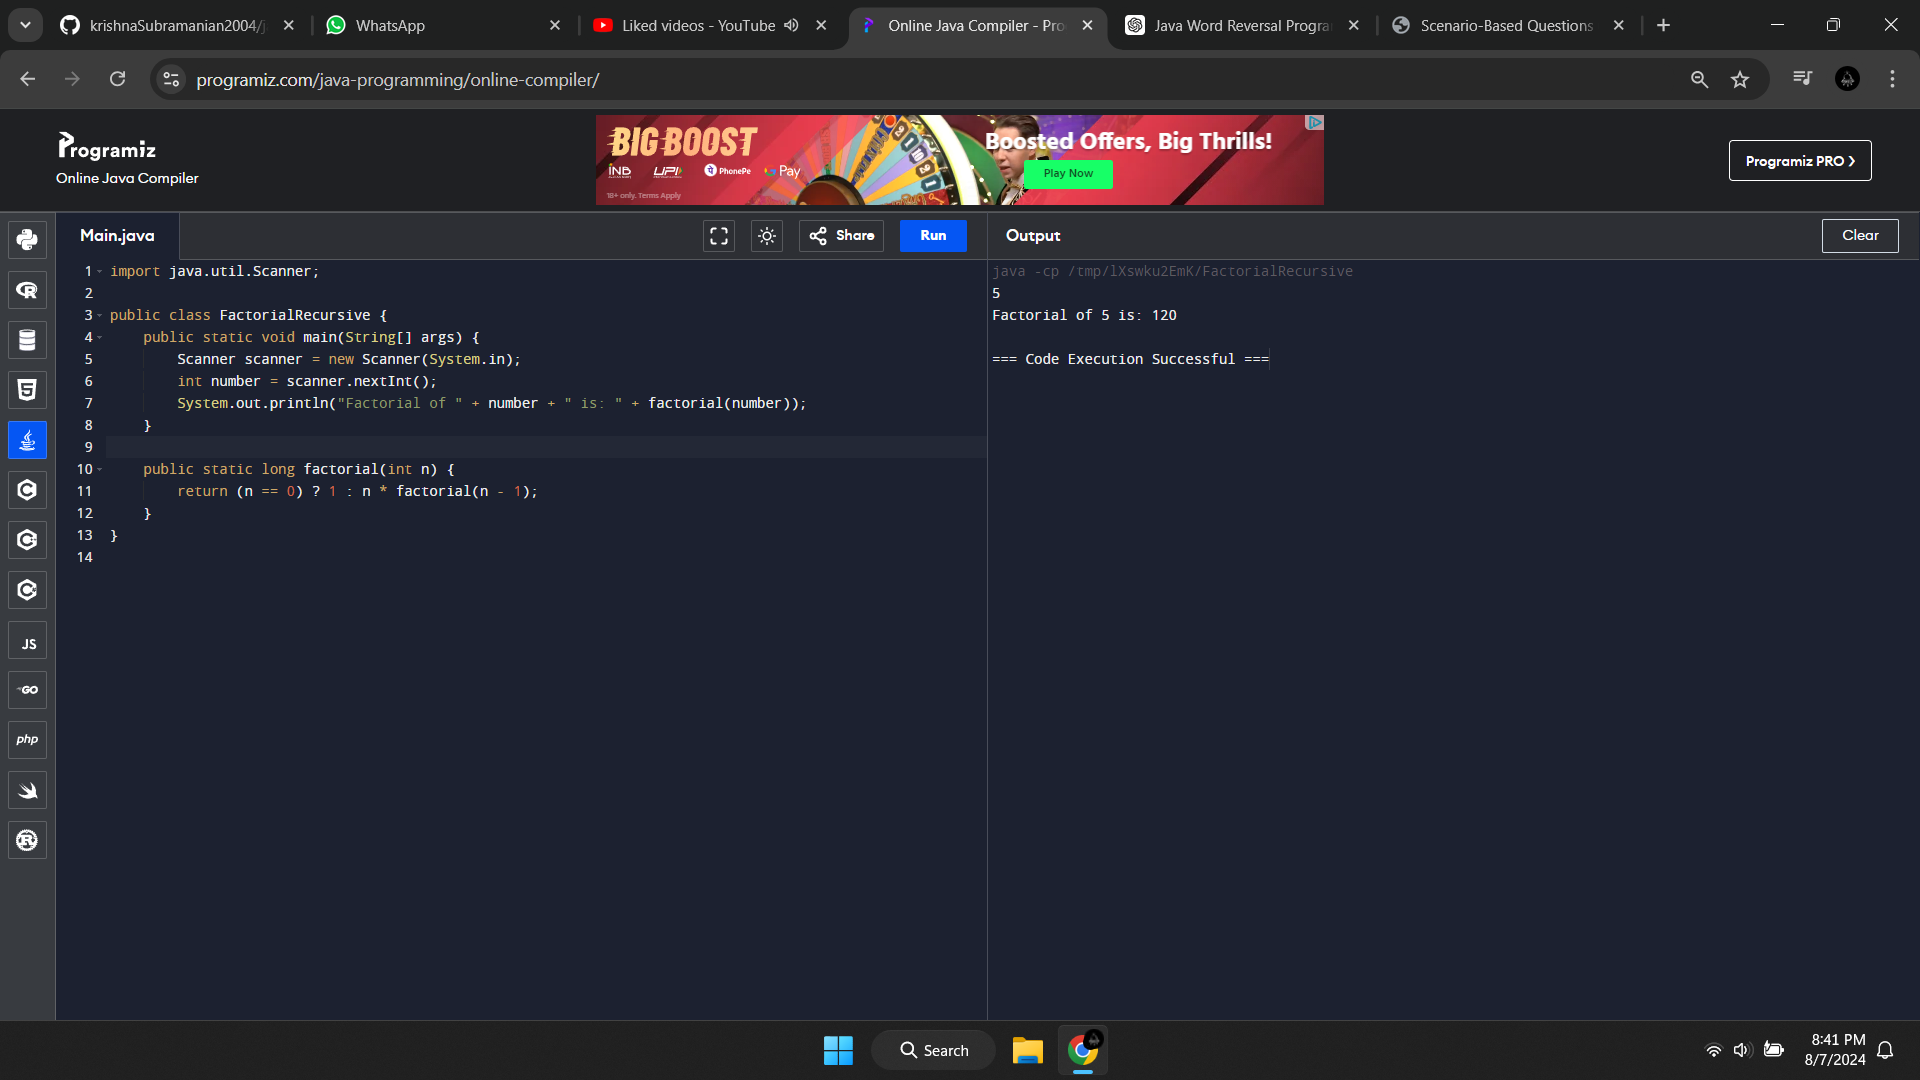 krishnaSubramanian2004/j
WhatsApp
Liked videos - YouTube
Online Java Compiler - Pro
Java Word Reversal Progra
Scenario-Based Questions
programiz.com/java-programming/online-compiler/
Programiz
Online Java Compiler
BIG BOOST
INB UPI PhonePe G Pay
18+ only. Terms Apply
Boosted Offers, Big Thrills!
Play Now
Programiz PRO ›
Main.java
Share
Run
Output
Clear
1 import java.util.Scanner;
2
3 public class FactorialRecursive {
4 public static void main(String[] args) {
5 Scanner scanner = new Scanner(System.in);
6 int number = scanner.nextInt();
7 System.out.println("Factorial of " + number + " is: " + factorial(number));
8 }
9
10 public static long factorial(int n) {
11 return (n == 0) ? 1 : n * factorial(n - 1);
12 }
13 }
14
java -cp /tmp/lXswku2EmK/FactorialRecursive
5
Factorial of 5 is: 120
=== Code Execution Successful ===
R
5
C
C
C
JS
GO
php
R
Search
8:41 PM
8/7/2024